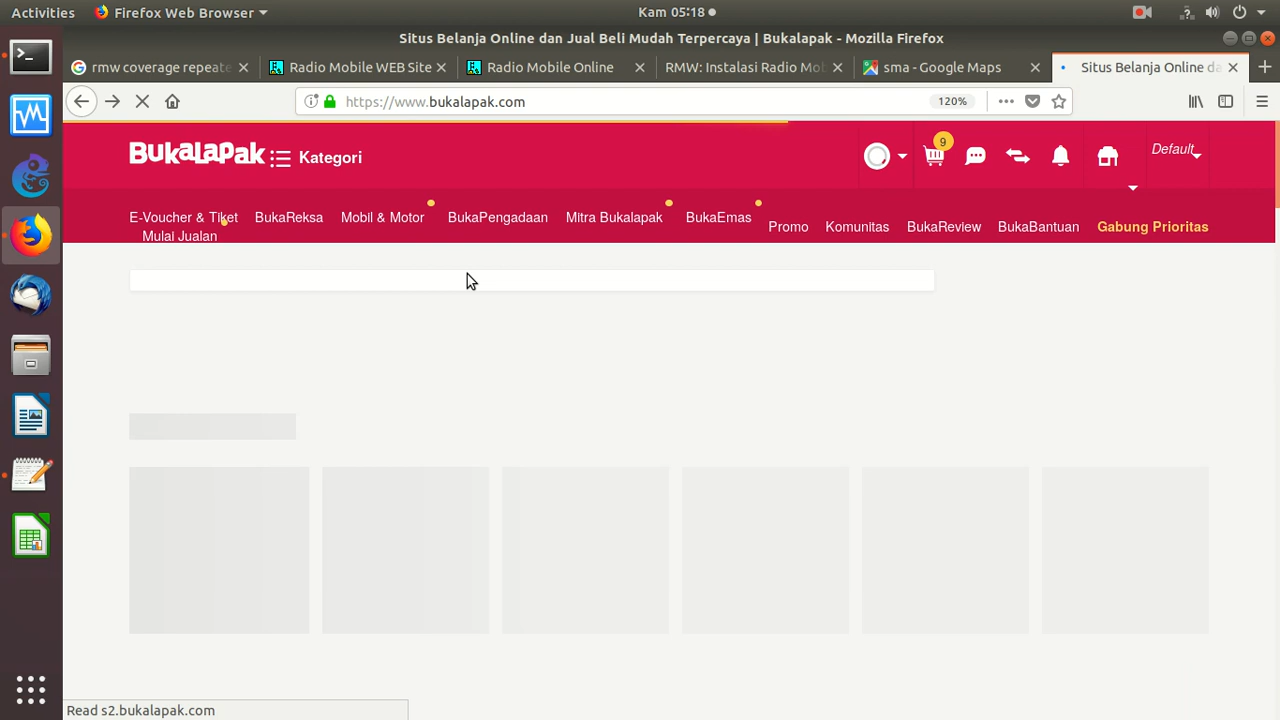 Activities
Firefox Web Browser
Kam 05:18
Situs Belanja Online dan Jual Beli Mudah Terpercaya | Bukalapak - Mozilla Firefox
rmw coverage repeate
Radio Mobile WEB Site
Radio Mobile Online
RMW: Instalasi Radio Mob
sma - Google Maps
Situs Belanja Online da
https://www.bukalapak.com
120%
BukaLapak
Kategori
9
Default
E-Voucher & Tiket
BukaReksa
Mobil & Motor
BukaPengadaan
Mitra Bukalapak
BukaEmas
Promo
Komunitas
BukaReview
BukaBantuan
Gabung Prioritas
Mulai Jualan
Read s2.bukalapak.com